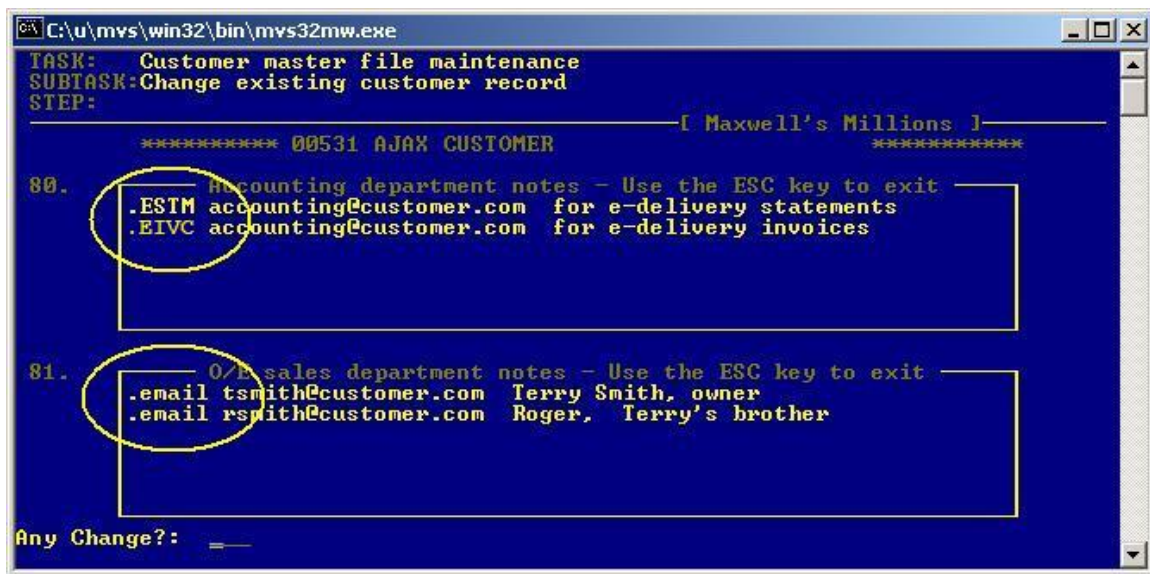 C:\u\mvs\win32\bin\mvs32mw.exe
TASK: Customer master file maintenance
SUBTASK:Change existing customer record
STEP:
[ Maxwell's Millions ]
********** 00531 AJAX CUSTOMER ***********
80. Accounting department notes - Use the ESC key to exit
.ESTM accounting@customer.com for e-delivery statements
.EIVC accounting@customer.com for e-delivery invoices
81. O/E sales department notes - Use the ESC key to exit
.email tsmith@customer.com Terry Smith, owner
.email rsmith@customer.com Roger, Terry's brother
Any Change?: